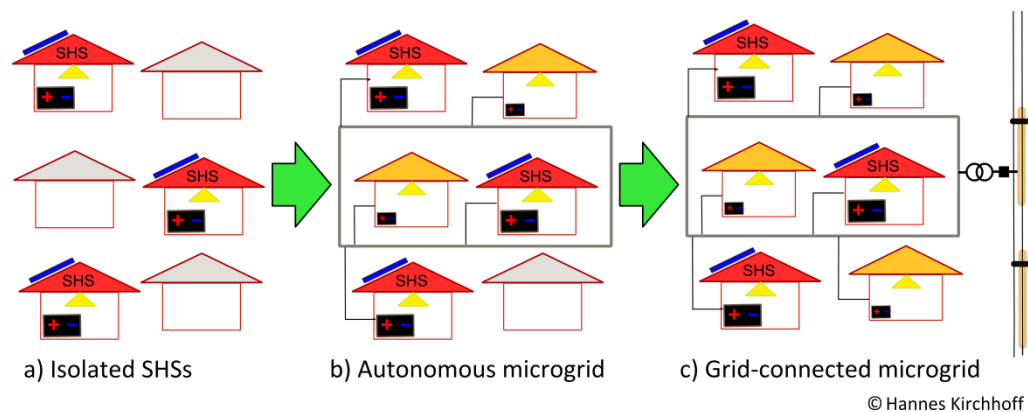 SHS
SHS
SHS
a) Isolated SHSs
SHS
SHS
SHS
b) Autonomous microgrid
SHS
SHS
SHS
c) Grid-connected microgrid
© Hannes Kirchhoff